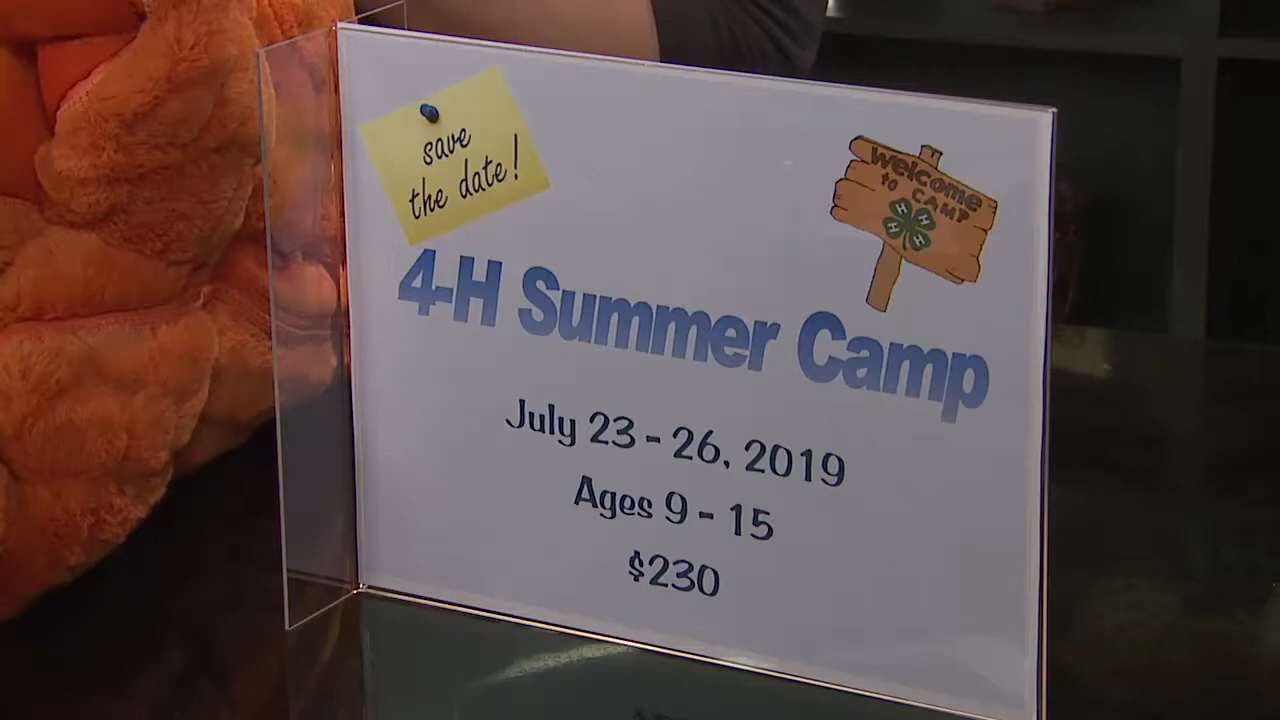 save
the date!
Welcome
to CAMP
H H
H H
4-H Summer Camp
July 23 - 26, 2019
Ages 9 - 15
$230